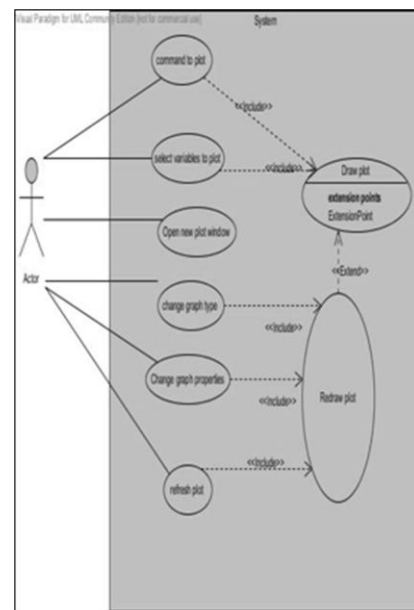 Visual Paradigm for UML Community Edition [not for commercial use]
System
command to plot
<<Include>>
select variables to plot
<<Include>>
Draw plot
extension points
ExtensionPoint
Open new plot window
<<Extend>>
Actor
change graph type
<<Include>>
Change graph properties
<<Include>>
Redraw plot
refresh plot
<<Include>>